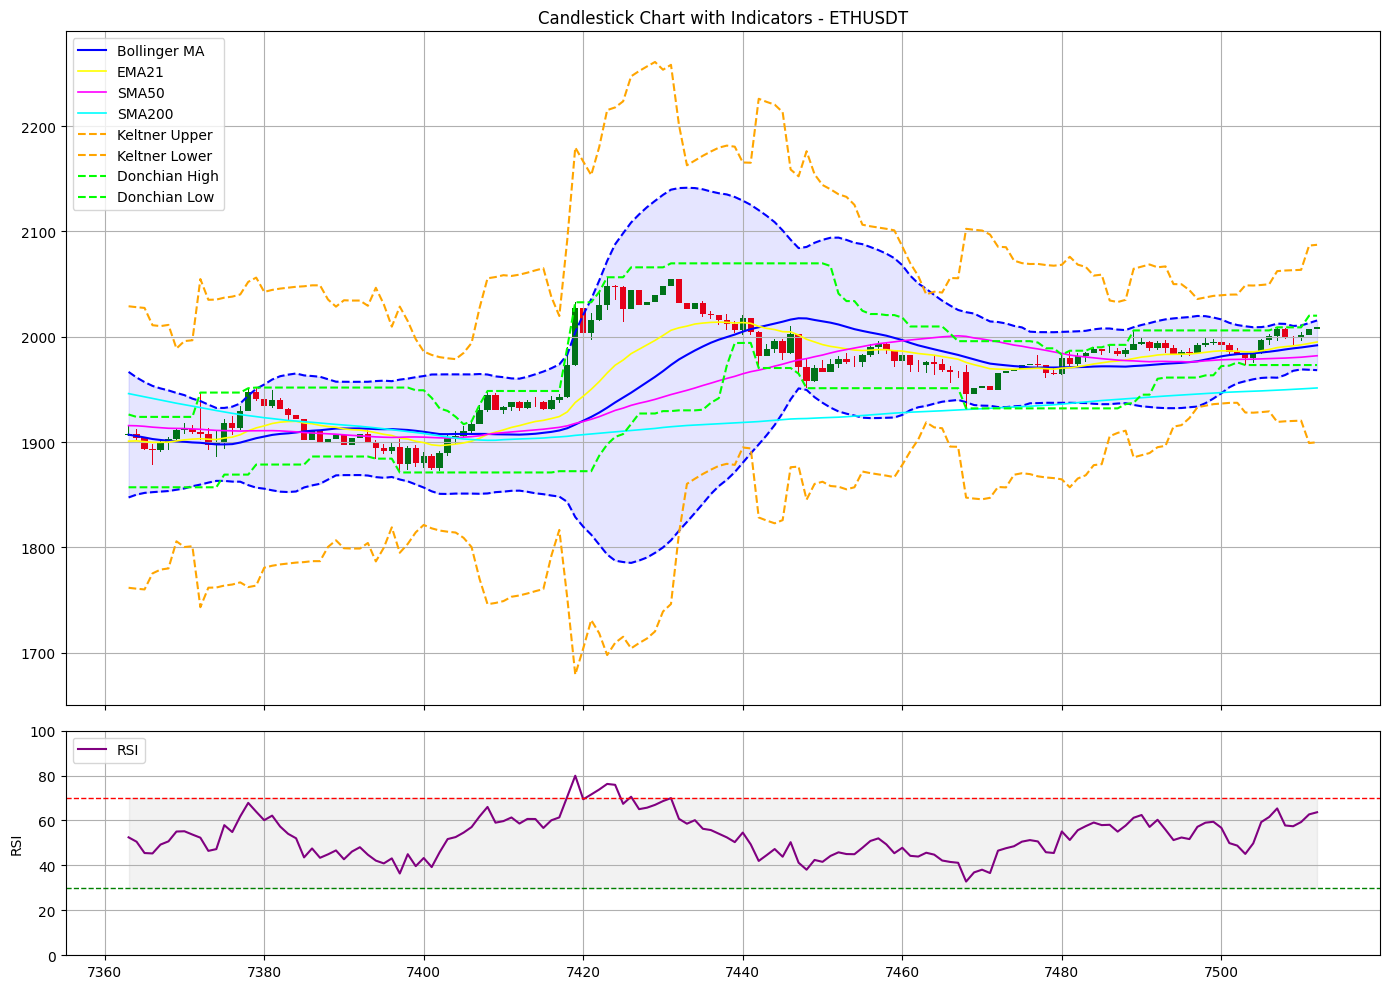 Candlestick Chart with Indicators - ETHUSDT
Bollinger MA
EMA21
SMA50
SMA200
Keltner Upper
Keltner Lower
Donchian High
Donchian Low
2200
2100
2000
1900
1800
1700
RSI
100
80
60
40
20
0
RSI
7360 7380 7400 7420 7440 7460 7480 7500